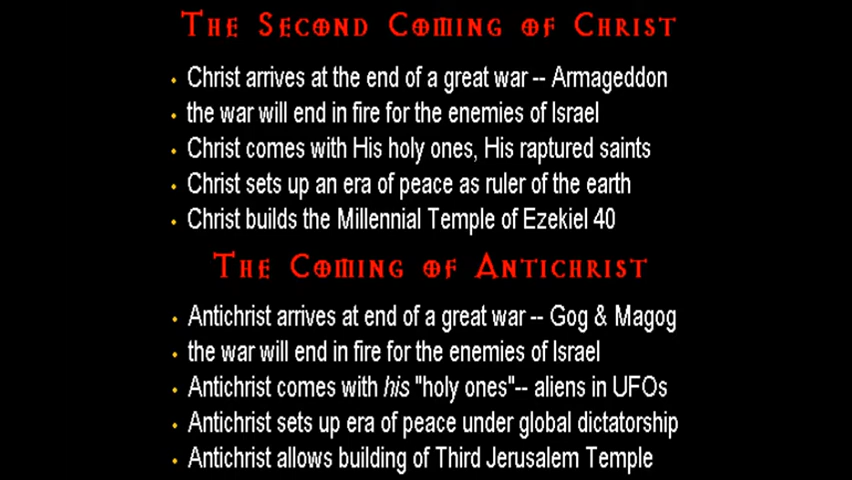 The Second Coming of Christ
• Christ arrives at the end of a great war -- Armageddon
• the war will end in fire for the enemies of Israel
• Christ comes with His holy ones, His raptured saints
• Christ sets up an era of peace as ruler of the earth
• Christ builds the Millennial Temple of Ezekiel 40
The Coming of Antichrist
• Antichrist arrives at end of a great war -- Gog & Magog
• the war will end in fire for the enemies of Israel
• Antichrist comes with his "holy ones"-- aliens in UFOs
• Antichrist sets up era of peace under global dictatorship
• Antichrist allows building of Third Jerusalem Temple